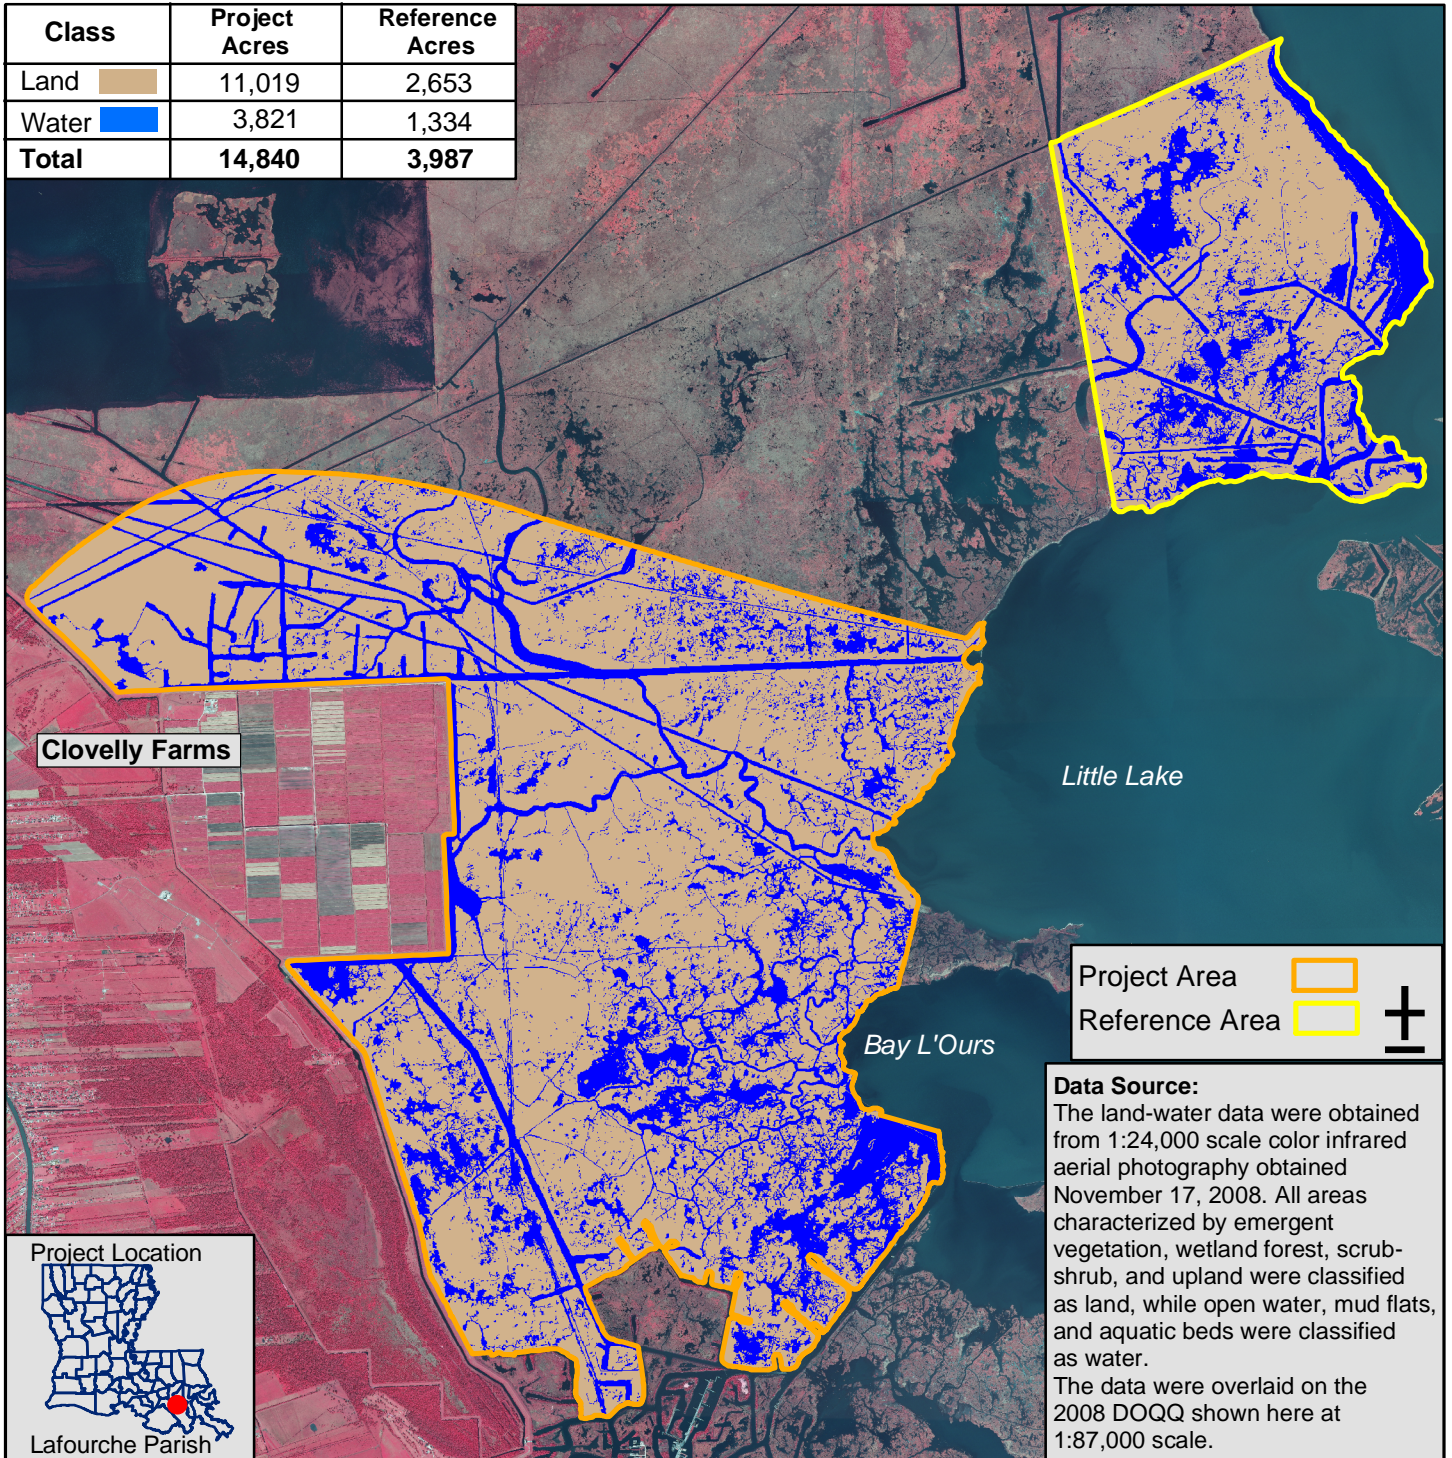 Class Project Acres Reference Acres
Land 11,019 2,653
Water 3,821 1,334
Total 14,840 3,987
Clovelly Farms
Little Lake
Bay L'Ours
Project Area
Reference Area
Data Source:
The land-water data were obtained
from 1:24,000 scale color infrared
aerial photography obtained
November 17, 2008. All areas
characterized by emergent
vegetation, wetland forest, scrub-
shrub, and upland were classified
as land, while open water, mud flats,
and aquatic beds were classified
as water.
The data were overlaid on the
2008 DOQQ shown here at
1:87,000 scale.
Project Location
Lafourche Parish